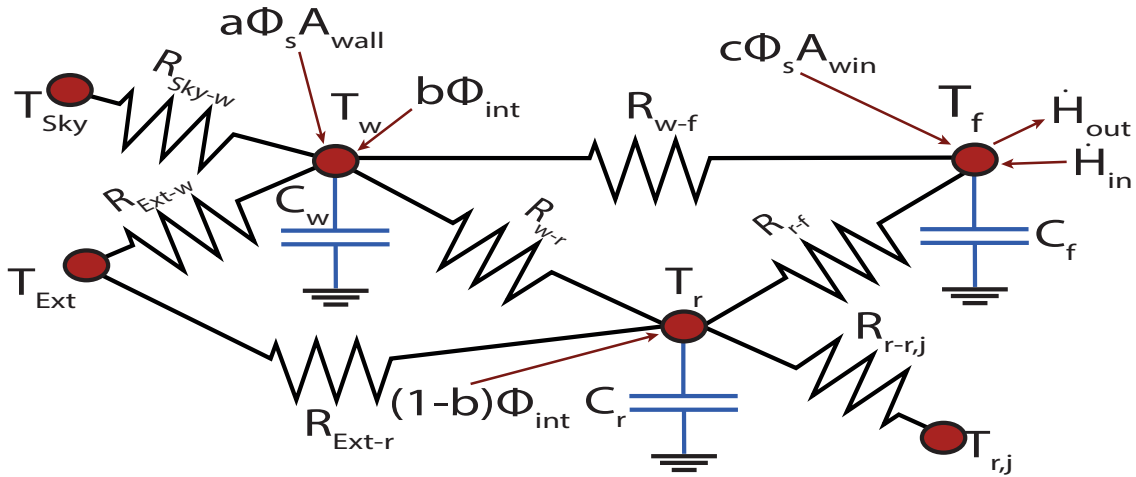 aΦsAwall
cΦsAwin
RSky-w
TSky
Tw
bΦint
Rw-f
Tf
Ḣout
Ḣin
RExt-w
Cw
Rw-r
Rr-f
Cf
TExt
Tr
Rr-r,j
(1-b)Φint
Cr
RExt-r
Tr,j